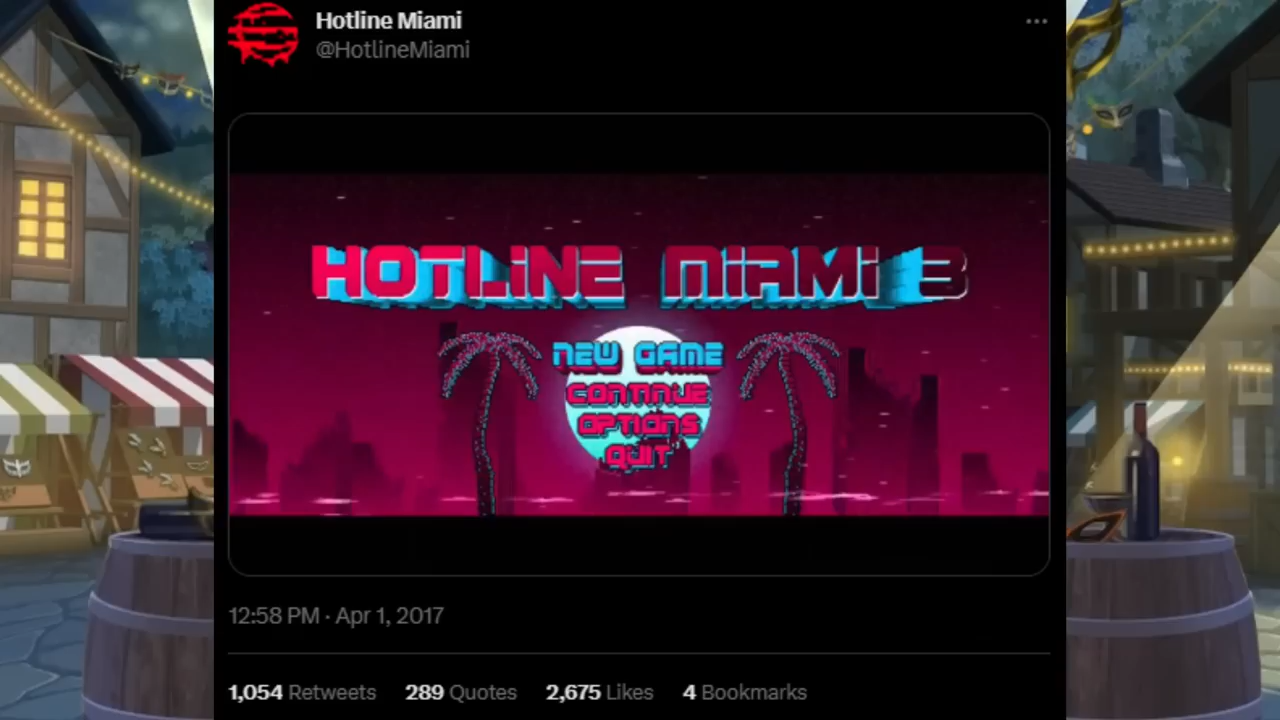 Hotline Miami
@HotlineMiami
HOTLINE MIAMI 3
NEW GAME
CONTINUE
OPTIONS
QUIT
12:58 PM · Apr 1, 2017
1,054 Retweets 289 Quotes 2,675 Likes 4 Bookmarks